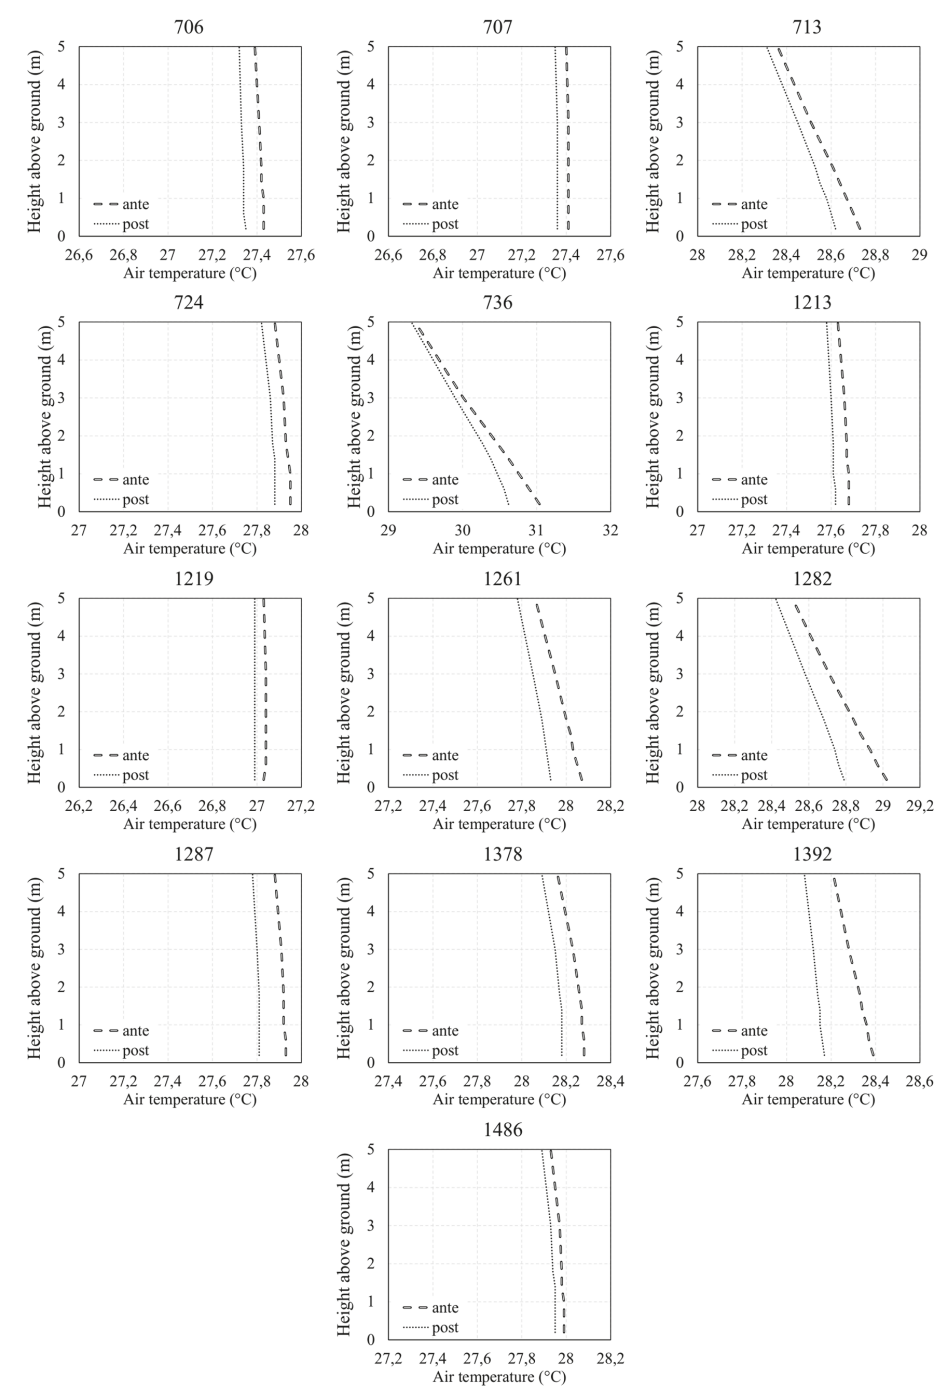 706
707
713
Height above ground (m)
5
4
3
2
1
0
ante
post
26,6 26,8 27 27,2 27,4 27,6
Air temperature (°C)
Height above ground (m)
5
4
3
2
1
0
ante
post
26,6 26,8 27 27,2 27,4 27,6
Air temperature (°C)
Height above ground (m)
5
4
3
2
1
0
ante
post
28 28,2 28,4 28,6 28,8 29
Air temperature (°C)
724
736
1213
Height above ground (m)
5
4
3
2
1
0
ante
post
27 27,2 27,4 27,6 27,8 28
Air temperature (°C)
Height above ground (m)
5
4
3
2
1
0
ante
post
29 30 31 32
Air temperature (°C)
Height above ground (m)
5
4
3
2
1
0
ante
post
27 27,2 27,4 27,6 27,8 28
Air temperature (°C)
1219
1261
1282
Height above ground (m)
5
4
3
2
1
0
ante
post
26,2 26,4 26,6 26,8 27 27,2
Air temperature (°C)
Height above ground (m)
5
4
3
2
1
0
ante
post
27,2 27,4 27,6 27,8 28 28,2
Air temperature (°C)
Height above ground (m)
5
4
3
2
1
0
ante
post
28 28,2 28,4 28,6 28,8 29 29,2
Air temperature (°C)
1287
1378
1392
Height above ground (m)
5
4
3
2
1
0
ante
post
27 27,2 27,4 27,6 27,8 28
Air temperature (°C)
Height above ground (m)
5
4
3
2
1
0
ante
post
27,4 27,6 27,8 28 28,2 28,4
Air temperature (°C)
Height above ground (m)
5
4
3
2
1
0
ante
post
27,6 27,8 28 28,2 28,4 28,6
Air temperature (°C)
1486
Height above ground (m)
5
4
3
2
1
0
ante
post
27,2 27,4 27,6 27,8 28 28,2
Air temperature (°C)